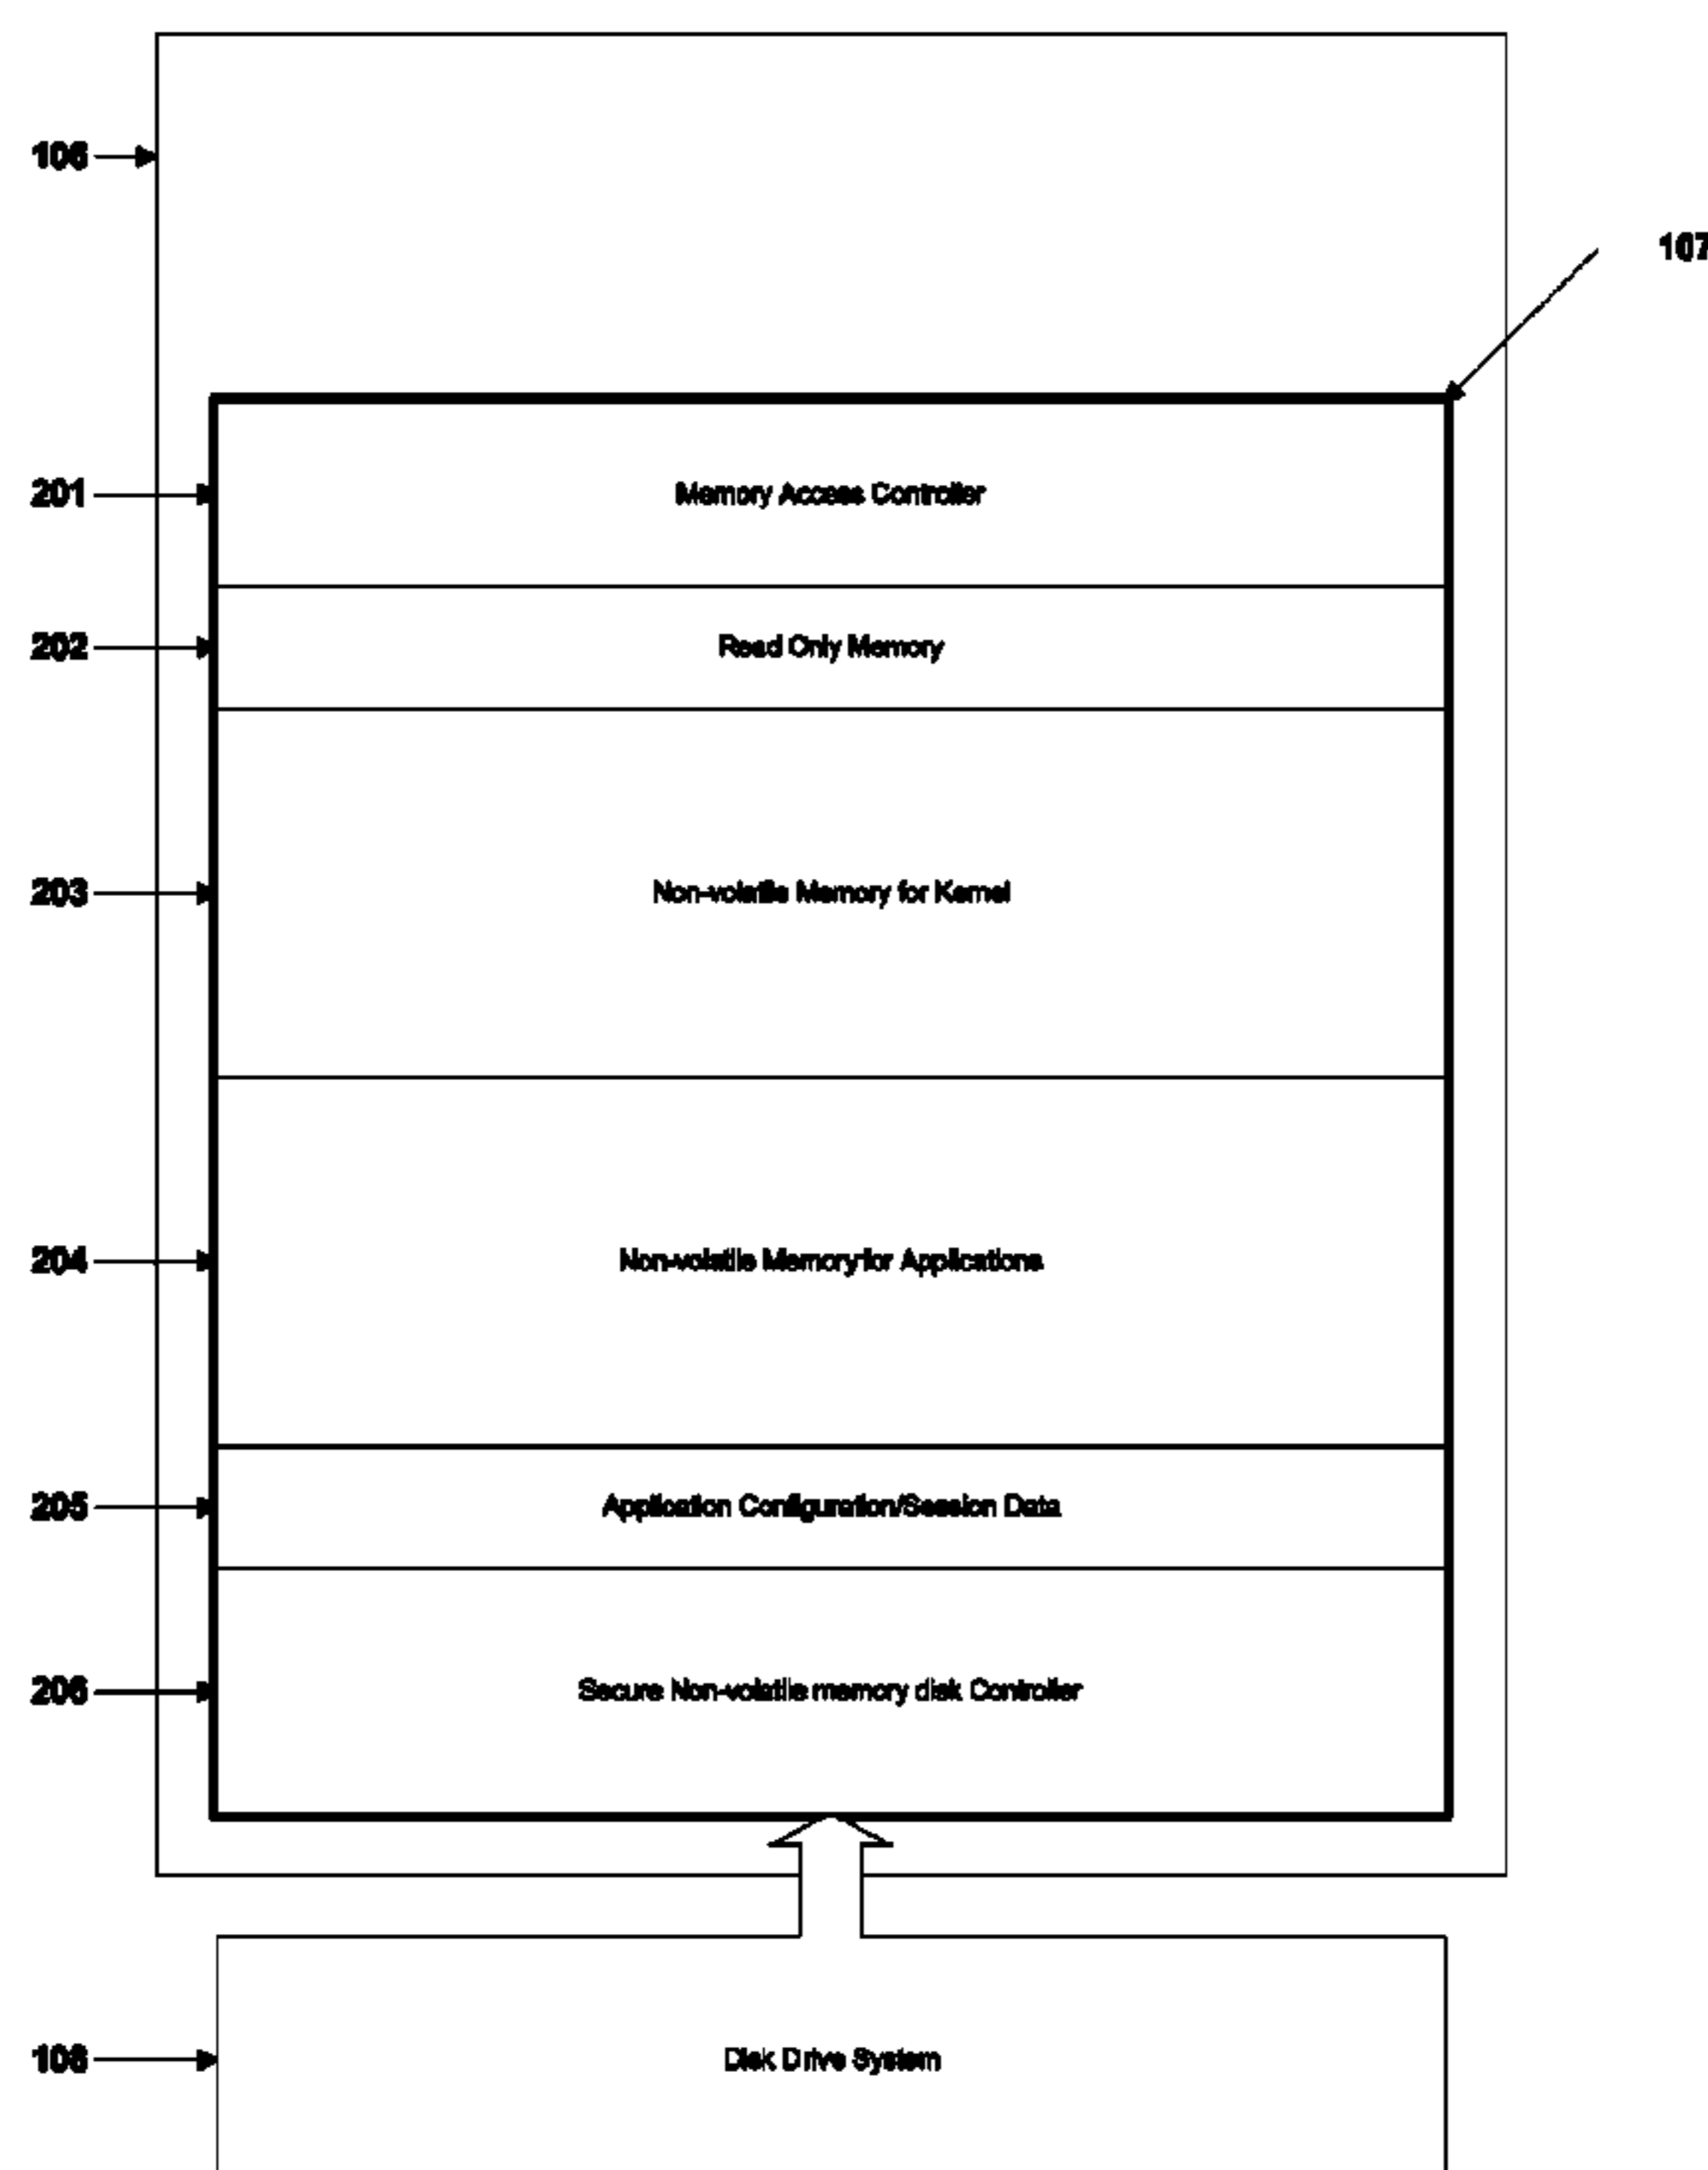 106
107
201
Memory Access Controller
202
Read Only Memory
203
Non-volatile Memory for Kernel
204
Non-volatile Memory for Applications
205
Application Configuration/Session Data
206
Secure Non-volatile memory disk Controller
108
Disk Drive System